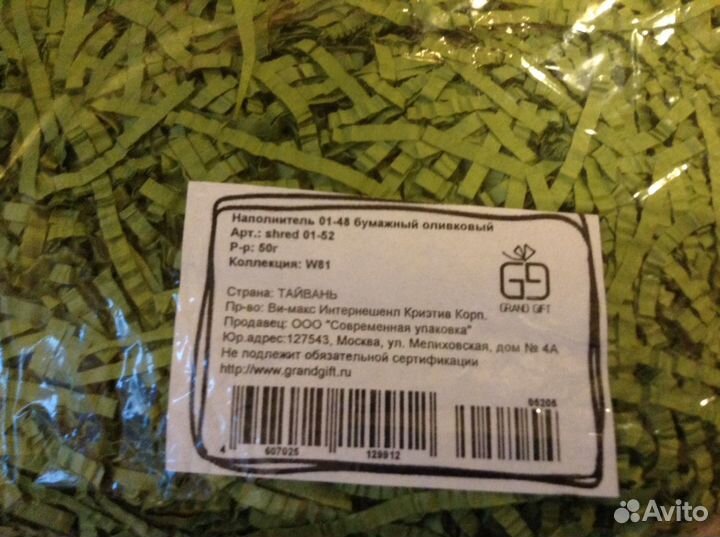 Наполнитель 01-48 бумажный оливковый
Арт.: shred 01-52
Р-р: 50г
Коллекция: W81
GG
GRAND GIFT
Страна: ТАЙВАНЬ
Пр-во: Ви-макс Интернешенл Криэтив Корп.
Продавец: ООО "Современная упаковка"
Юр.адрес:127543, Москва, ул. Мелиховская, дом № 4А
Не подлежит обязательной сертификации
http://www.grandgift.ru
05205
4 607025 129912
Avito